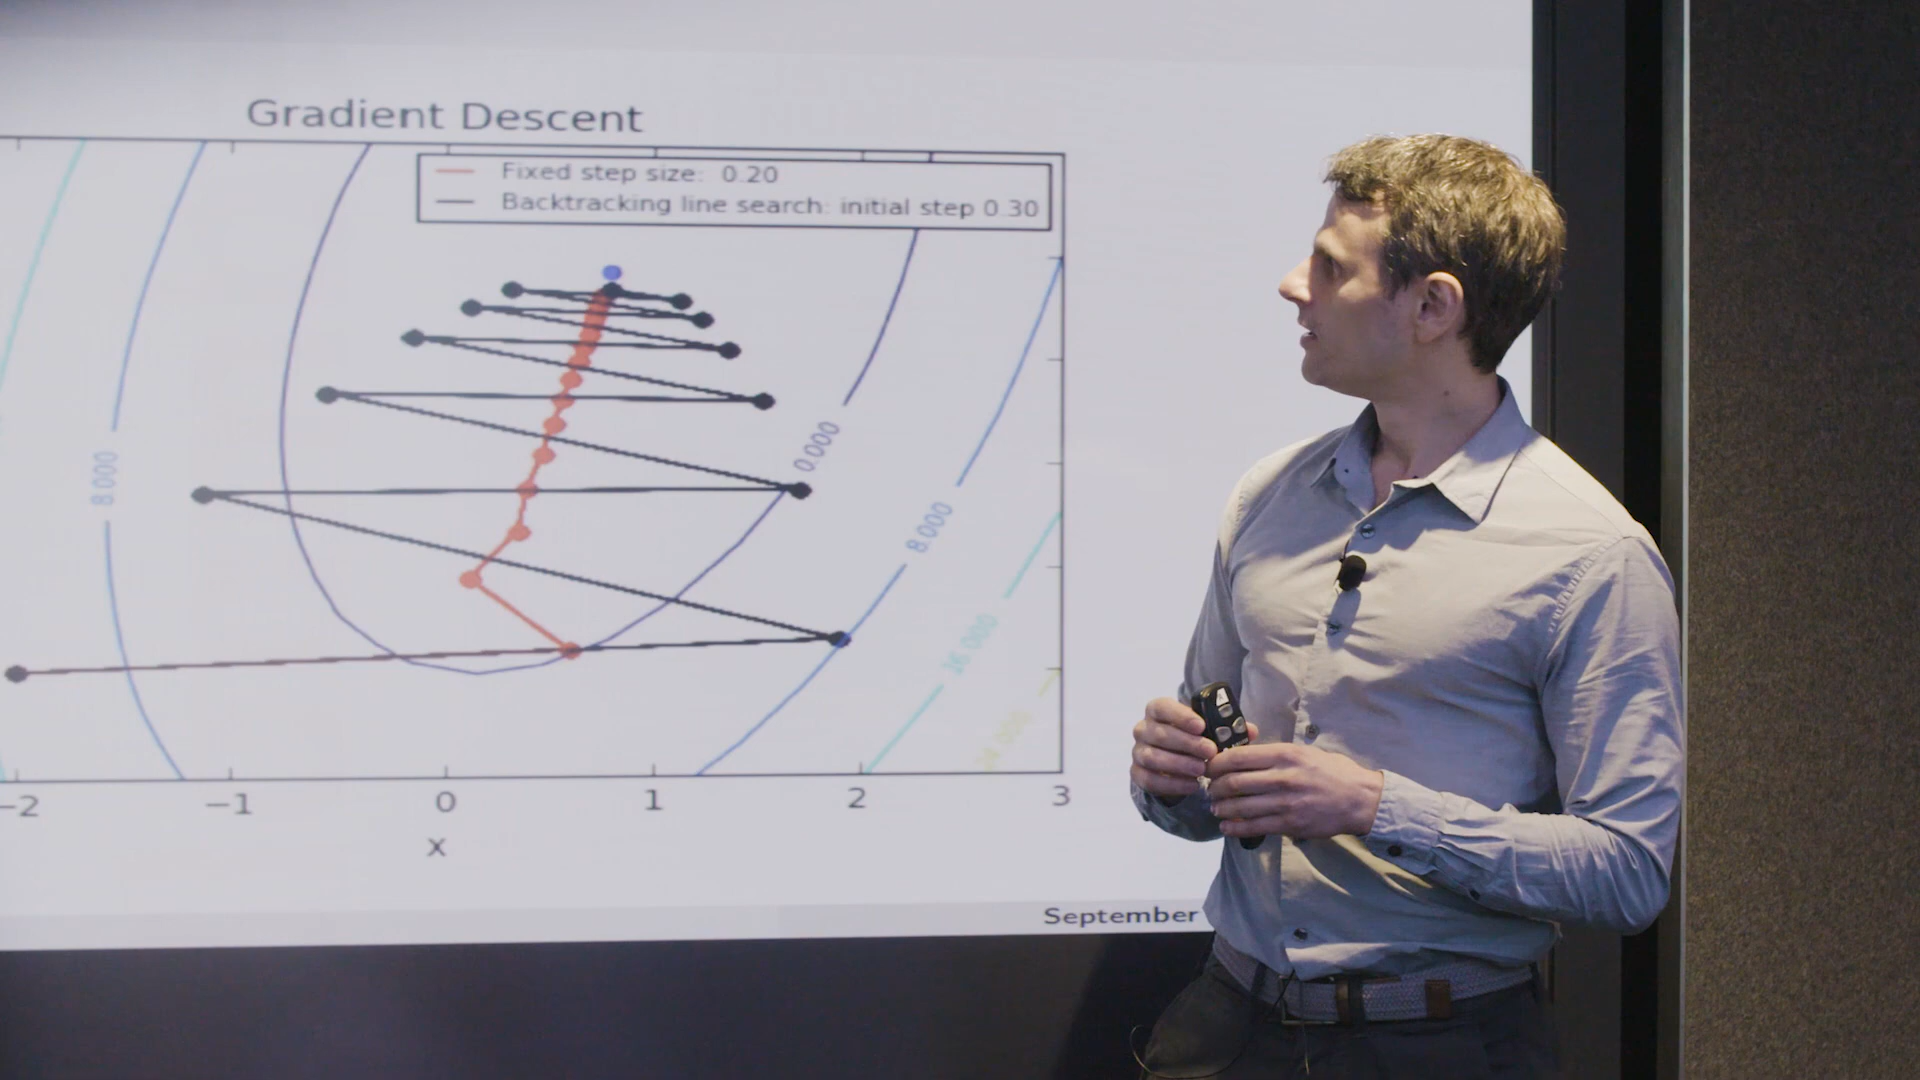 Gradient Descent
Fixed step size: 0.20
Backtracking line search: initial step 0.30
0.000
8.000
8.000
16.000
−2
−1
0
1
2
3
x
September